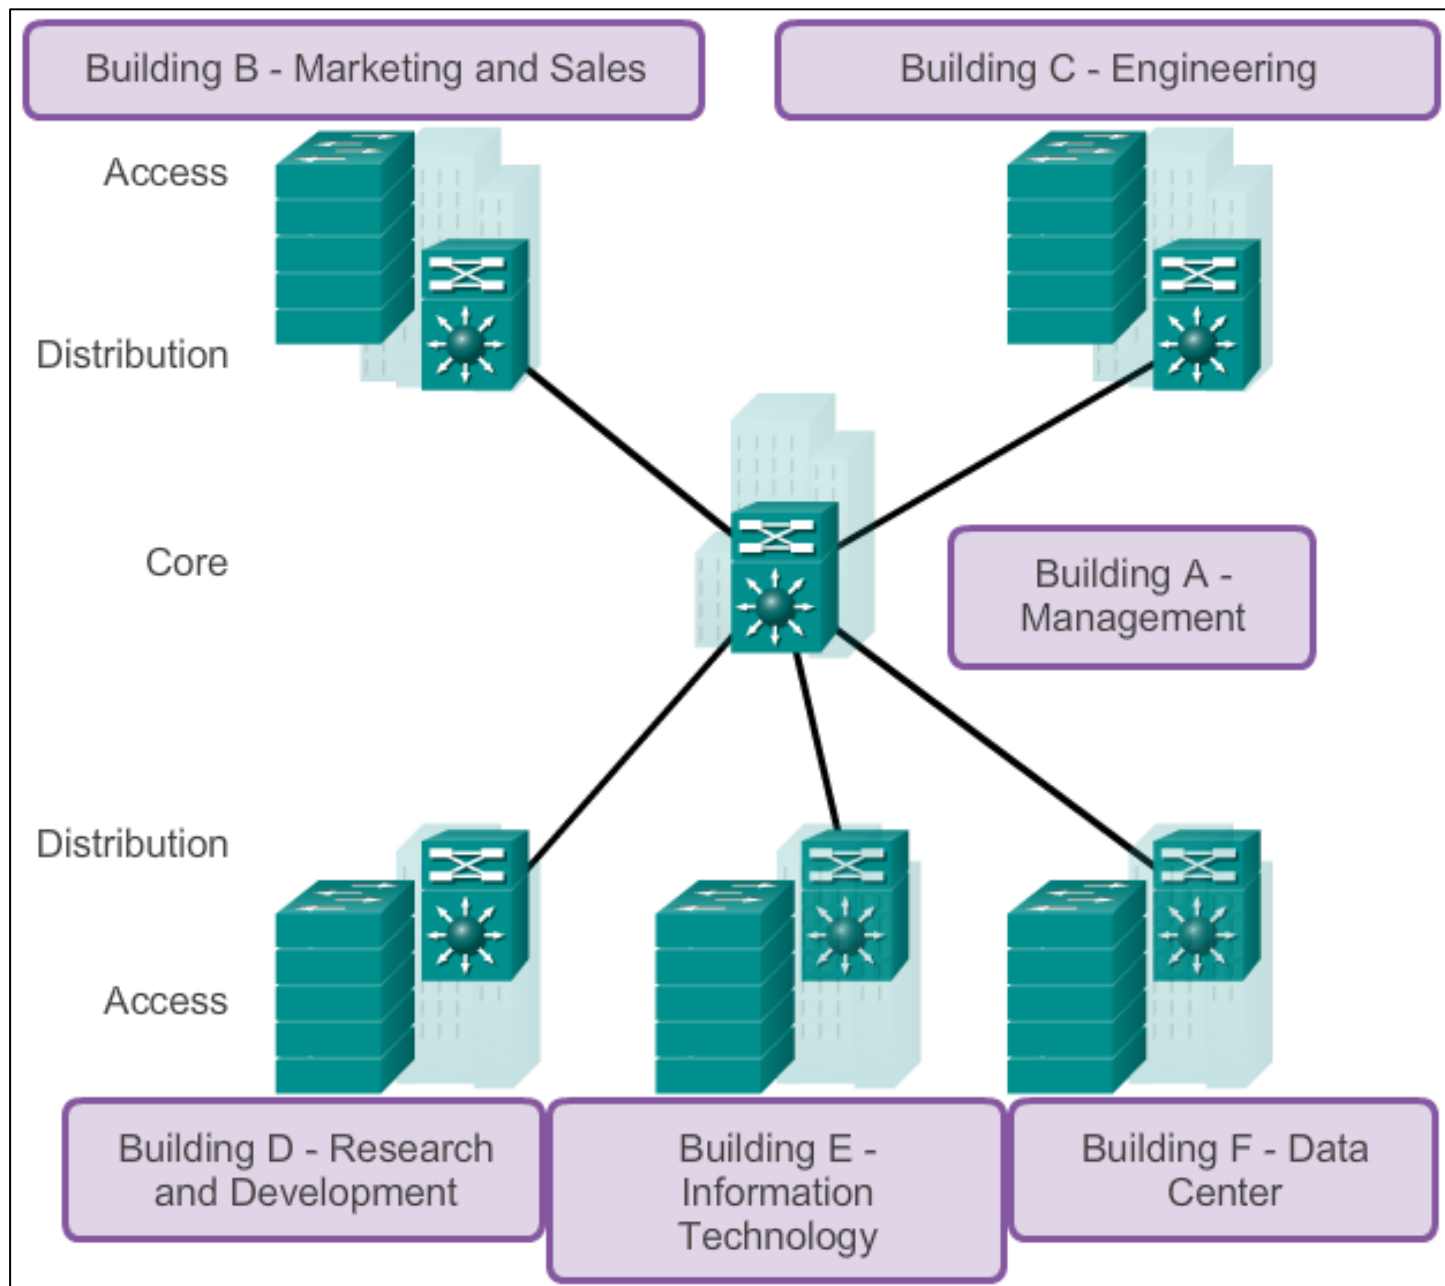 Building B - Marketing and Sales
Building C - Engineering
Access
Distribution
Core
Building A -
Management
Distribution
Access
Building D - Research
and Development
Building E -
Information
Technology
Building F - Data
Center